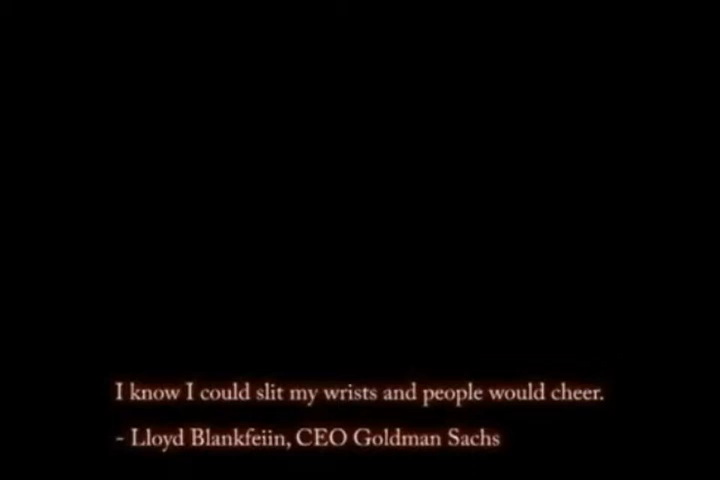 I know I could slit my wrists and people would cheer.
- Lloyd Blankfeiin, CEO Goldman Sachs